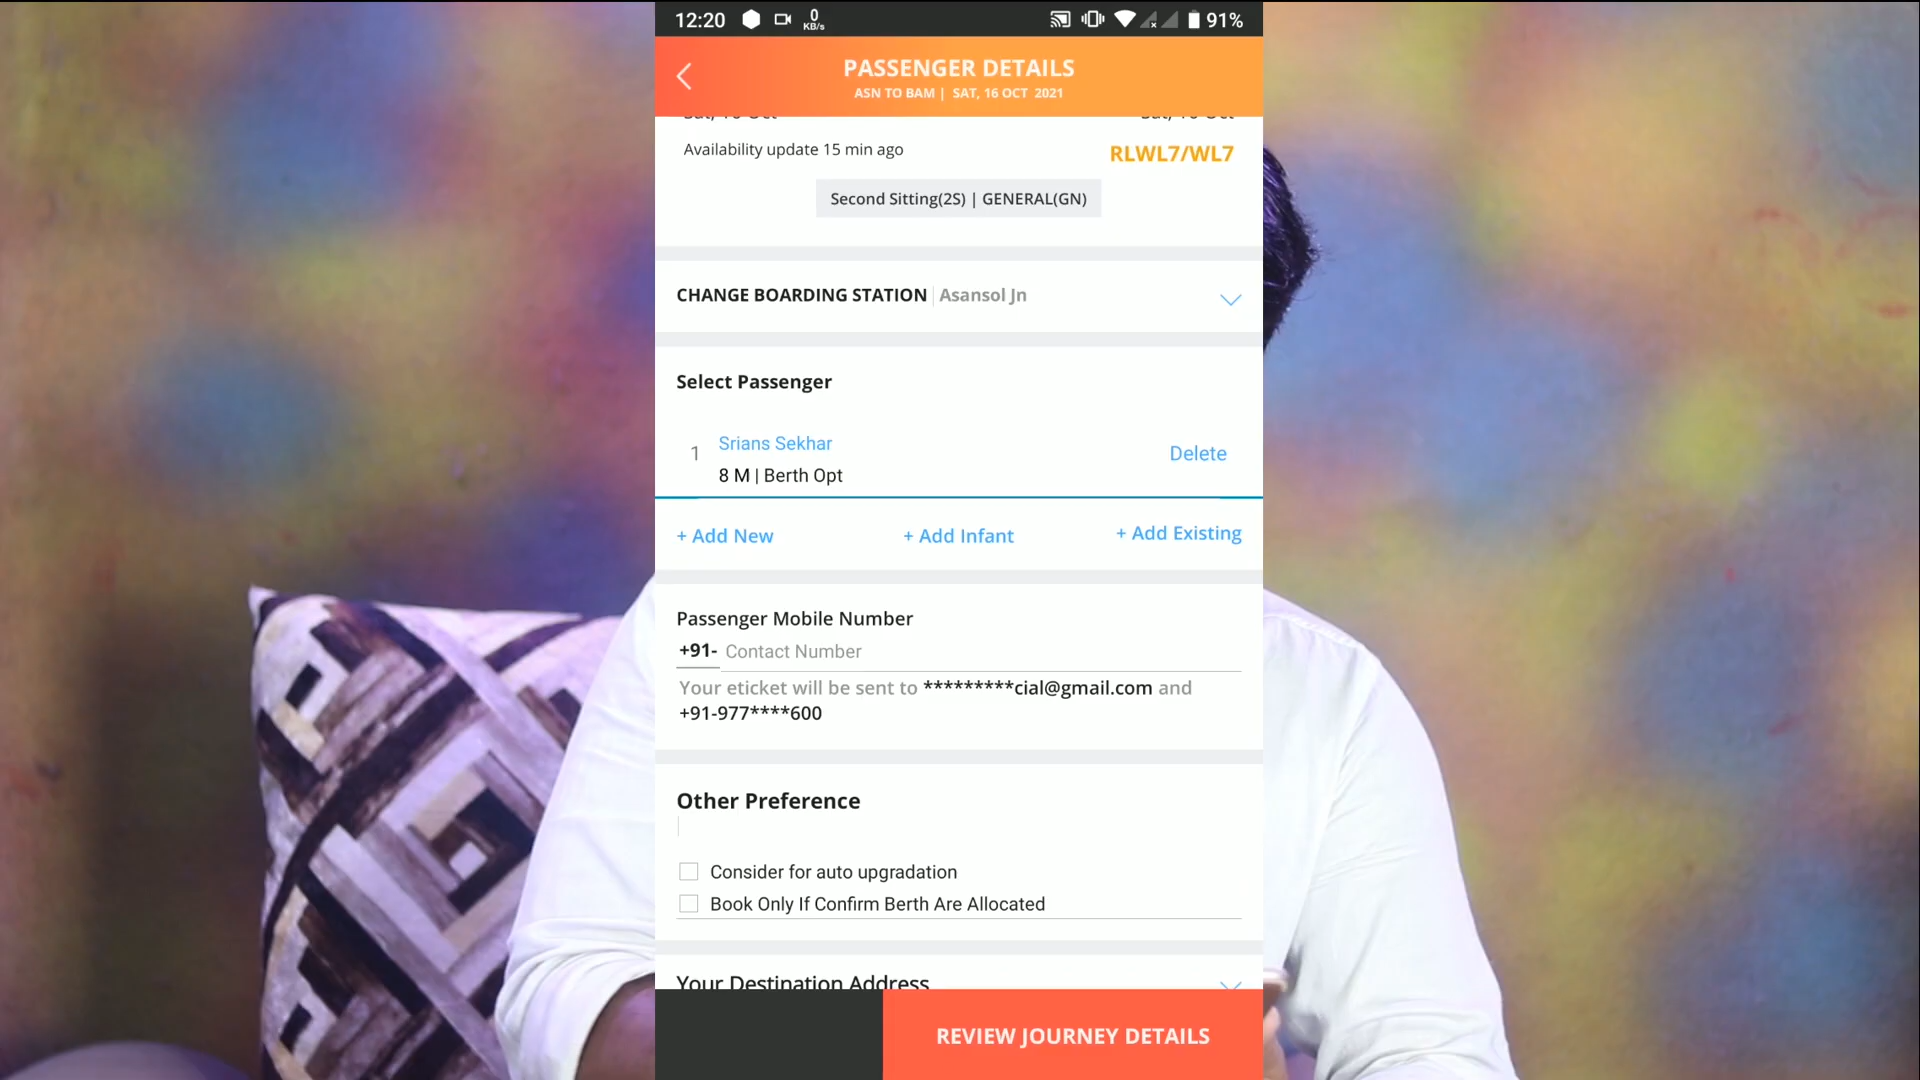 12:20 0 KB/s 91%
PASSENGER DETAILS
ASN TO BAM | SAT, 16 OCT 2021
Availability update 15 min ago
RLWL7/WL7
Second Sitting(2S) | GENERAL(GN)
CHANGE BOARDING STATION | Asansol Jn
Select Passenger
1 Srians Sekhar
8 M | Berth Opt
Delete
+ Add New + Add Infant + Add Existing
Passenger Mobile Number
+91- Contact Number
Your eticket will be sent to *********cial@gmail.com and
+91-977****600
Other Preference
Consider for auto upgradation
Book Only If Confirm Berth Are Allocated
Your Destination Address
REVIEW JOURNEY DETAILS